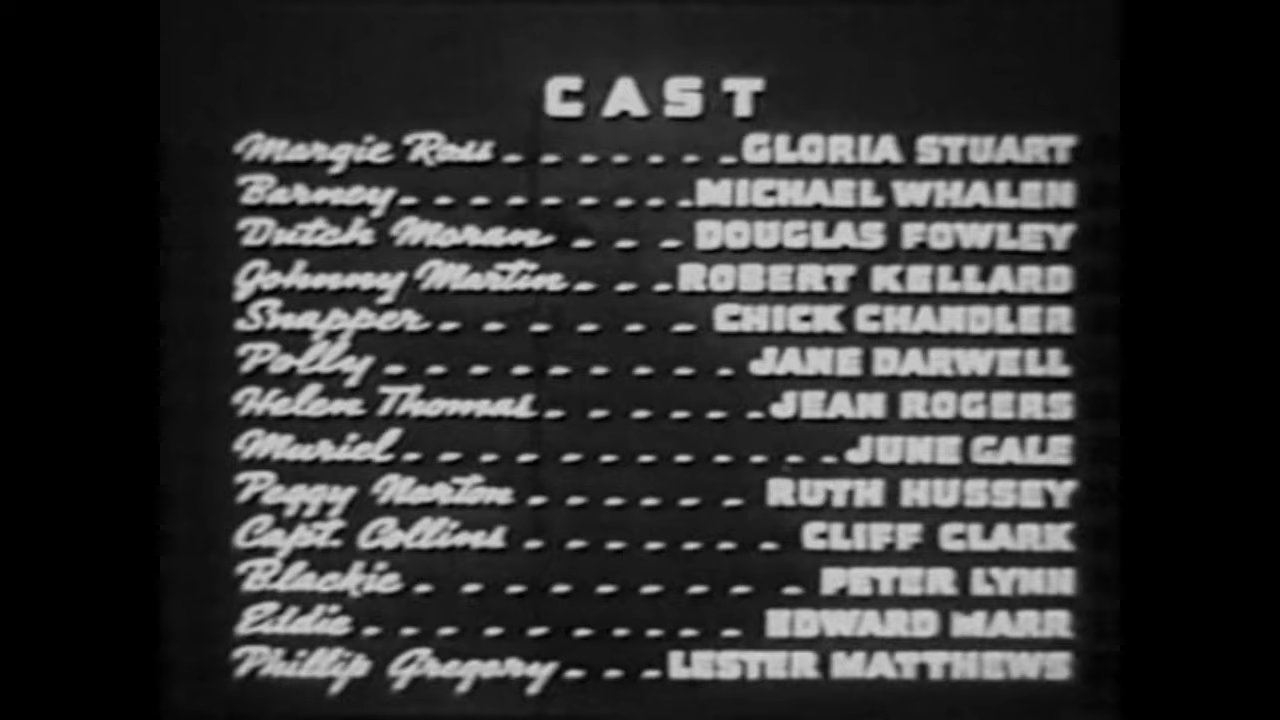 CAST
Margie Ross - - - - - - - GLORIA STUART
Barney - - - - - - - - - - MICHAEL WHALEN
Dutch Moran - - - DOUGLAS FOWLEY
Johnny Martin - - - ROBERT KELLARD
Snapper - - - - - - CHICK CHANDLER
Polly - - - - - - - - - JANE DARWELL
Helen Thomas - - - - - - JEAN ROGERS
Muriel - - - - - - - - - - - - JUNE GALE
Peggy Norton - - - - - - RUTH HUSSEY
Capt. Collins - - - - - - - CLIFF CLARK
Blackie - - - - - - - - - PETER LYNN
Eddie - - - - - - - - - - EDWARD MARR
Phillip Gregory - - - LESTER MATTHEWS